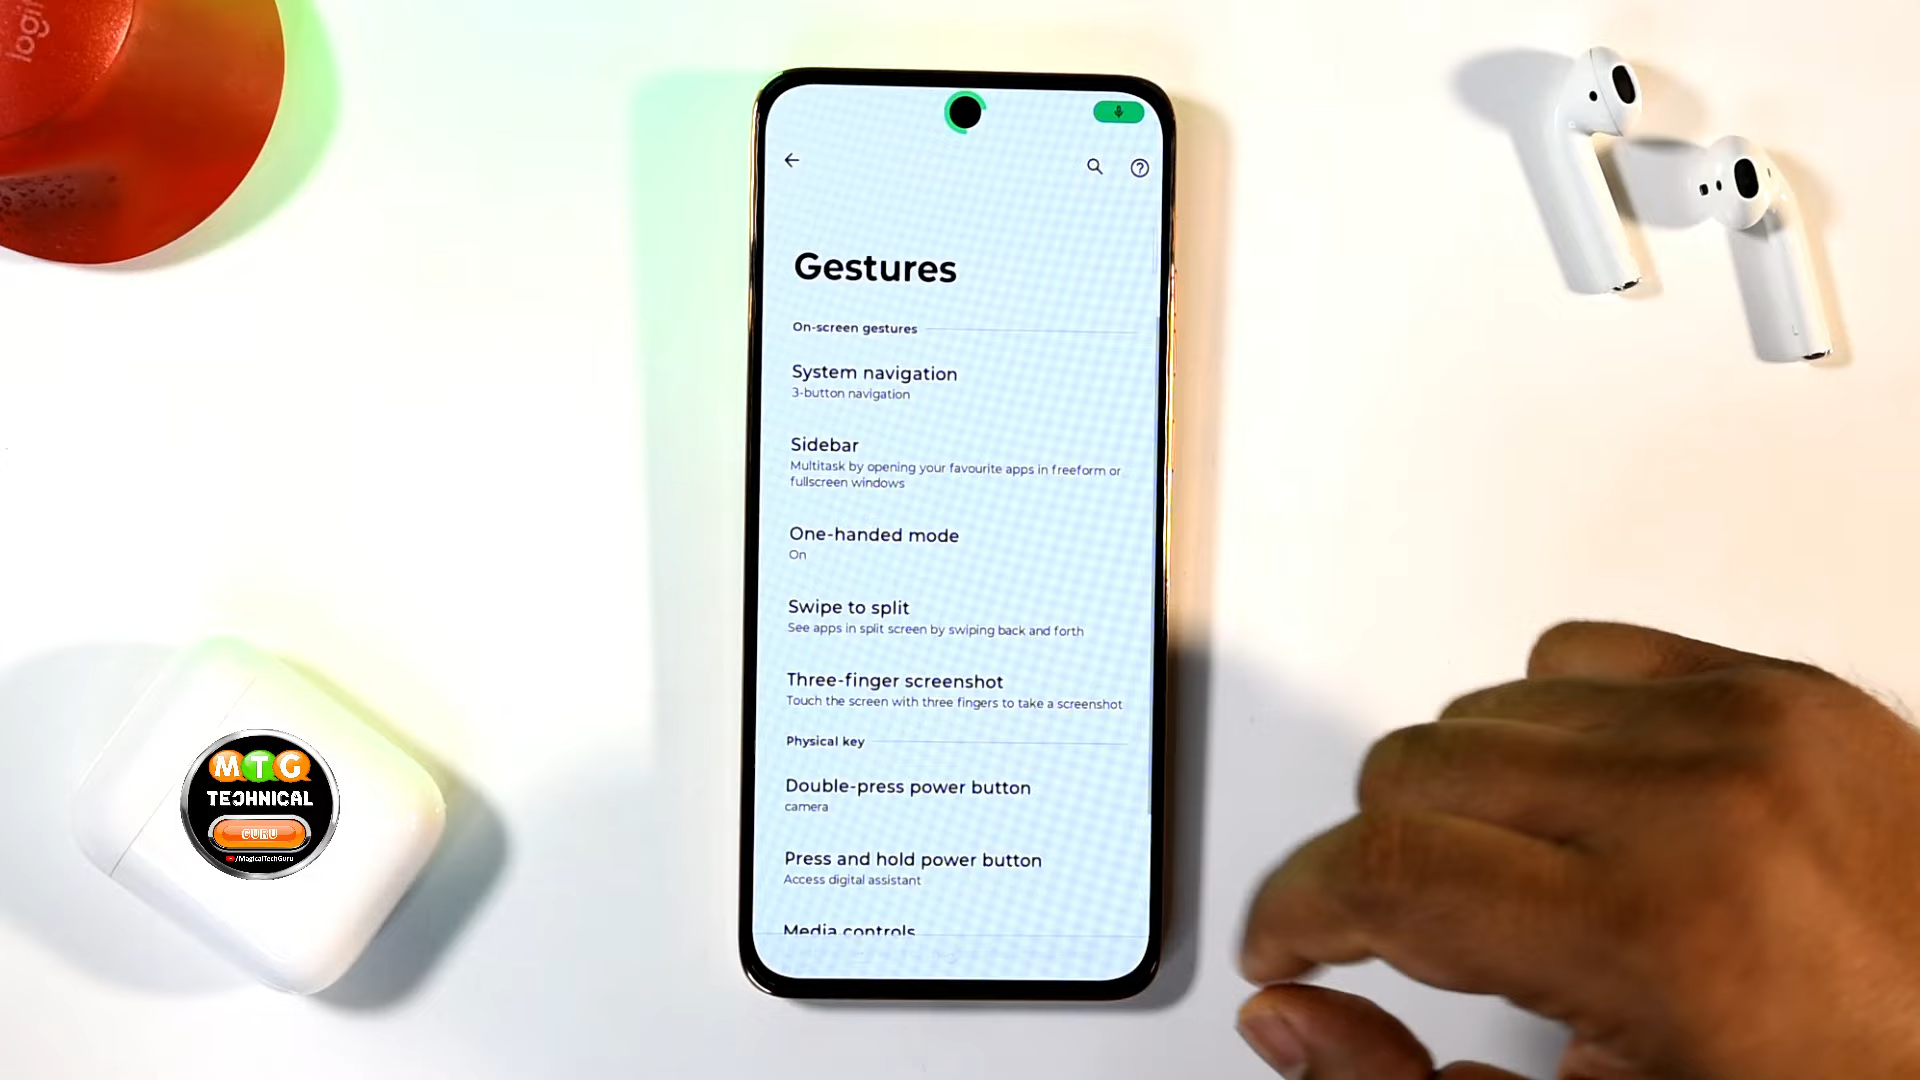 logi
Gestures
On-screen gestures
System navigation
3-button navigation
Sidebar
Multitask by opening your favourite apps in freeform or
fullscreen windows
One-handed mode
On
Swipe to split
See apps in split screen by swiping back and forth
Three-finger screenshot
Touch the screen with three fingers to take a screenshot
Physical key
Double-press power button
camera
Press and hold power button
Access digital assistant
Media controls
MTG
TECHNICAL
GURU
/MagicalTechGuru
L